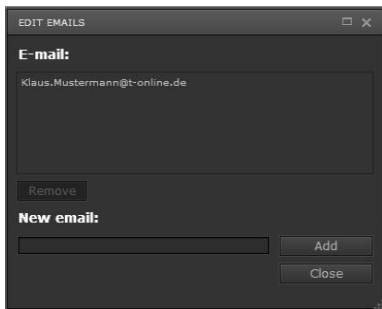 EDIT EMAILS
E-mail:
Klaus.Mustermann@t-online.de
Remove
New email:
Add
Close